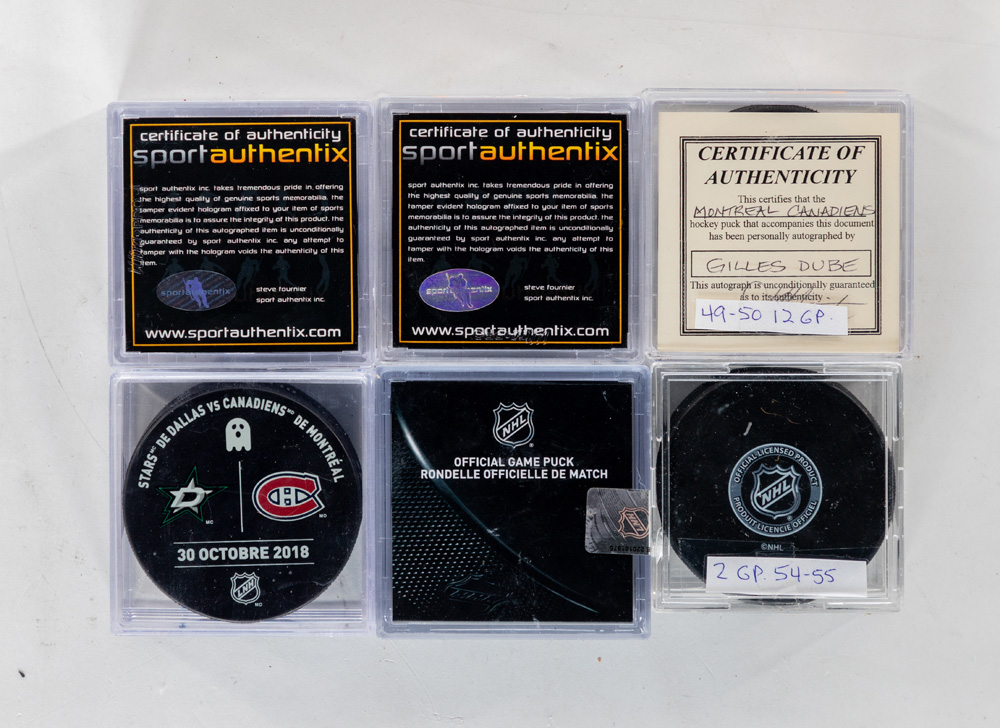 certificate of authenticity
sportauthentix
sport authentix inc. takes tremendous pride in offering
the highest quality of genuine sports memorabilia. the
tamper evident hologram affixed to your item of sports
memorabilia is to assure the integrity of this product. the
authenticity of this autographed item is unconditionally
guaranteed by sport authentix inc. any attempt to
tamper with the hologram voids the authenticity of this
item.
sportauthentix
steve fournier
sport authentix inc.
www.sportauthentix.com
certificate of authenticity
sportauthentix
sport authentix inc. takes tremendous pride in offering
the highest quality of genuine sports memorabilia. the
tamper evident hologram affixed to your item of sports
memorabilia is to assure the integrity of this product. the
authenticity of this autographed item is unconditionally
guaranteed by sport authentix inc. any attempt to
tamper with the hologram voids the authenticity of this
item.
sportauthentix
steve fournier
sport authentix inc.
www.sportauthentix.com
CERTIFICATE OF
AUTHENTICITY
This certifies that the
MONTREAL CANADIENS
hockey puck that accompanies this document
has been personally autographed by
GILLES DUBE
This autograph is unconditionally guaranteed
as to its authenticity
49-50 12 GP.
STARS MC DE DALLAS VS CANADIENS MD DE MONTRÉAL
MC
MD
30 OCTOBRE 2018
LNH
MD
NHL
OFFICIAL GAME PUCK
RONDELLE OFFICIELLE DE MATCH
NHL
OFFICIAL LICENSED PRODUCT
NHL
PRODUIT LICENCIÉ OFFICIEL
©NHL
2 GP. 54-55